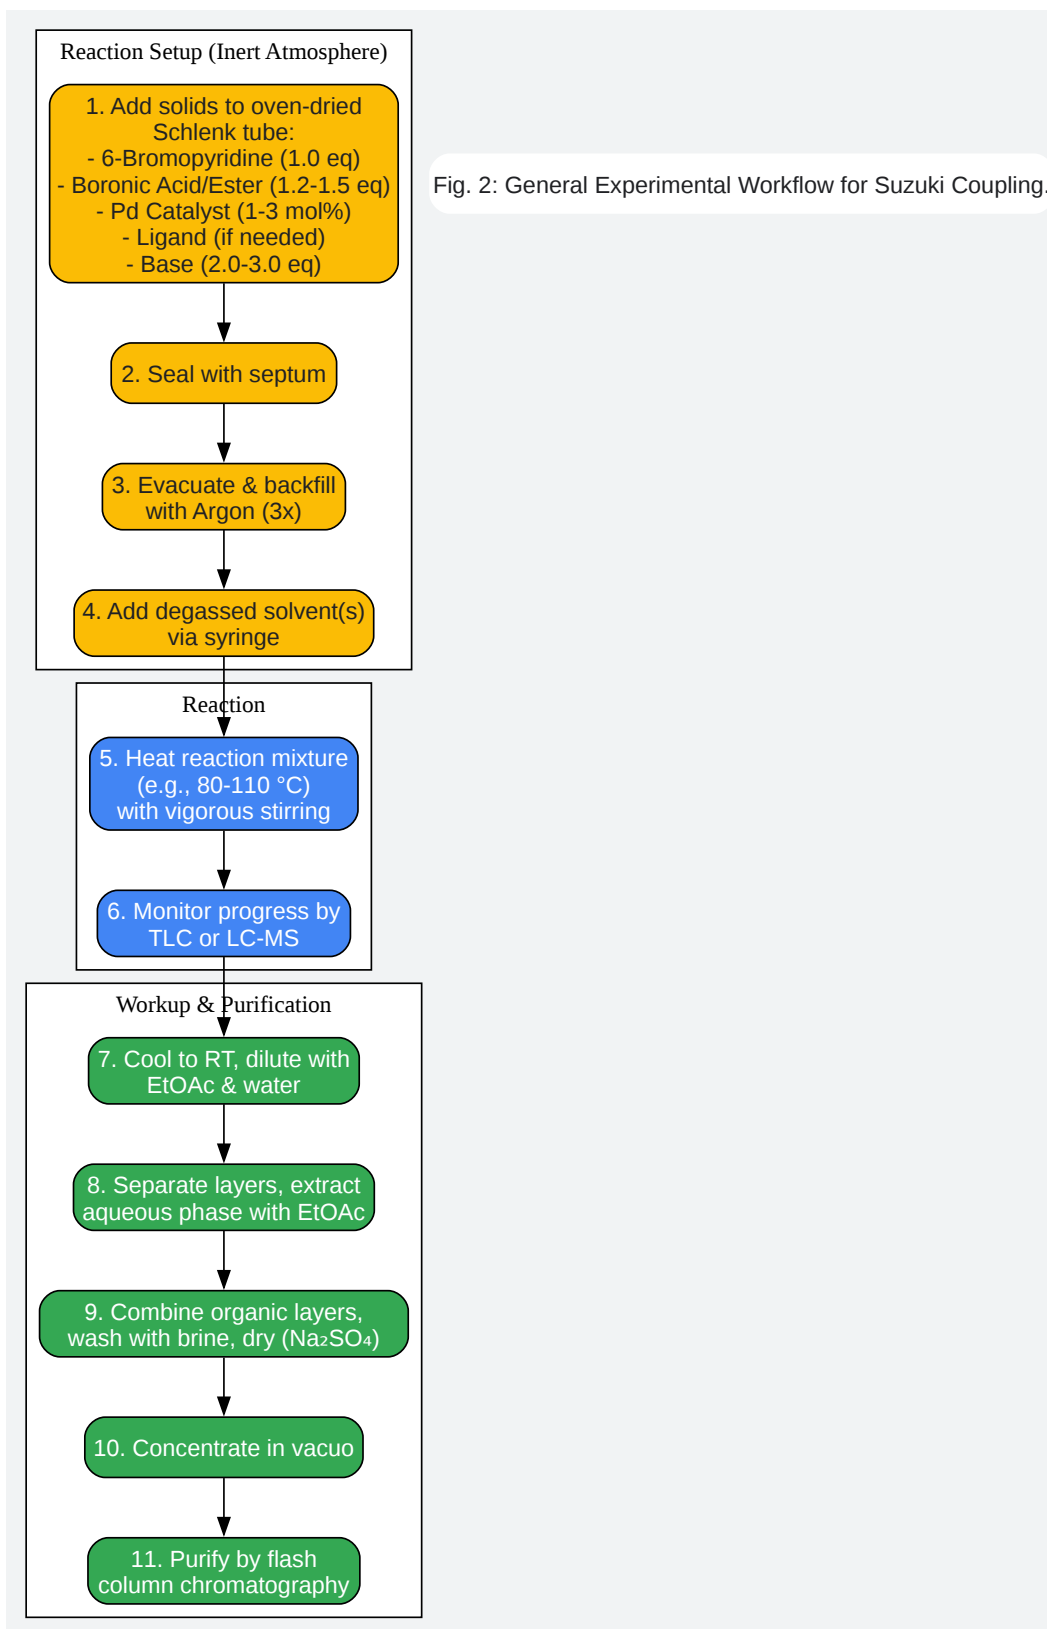 Reaction Setup (Inert Atmosphere)
1. Add solids to oven-dried
Schlenk tube:
- 6-Bromopyridine (1.0 eq)
- Boronic Acid/Ester (1.2-1.5 eq)
- Pd Catalyst (1-3 mol%)
- Ligand (if needed)
- Base (2.0-3.0 eq)
Fig. 2: General Experimental Workflow for Suzuki Coupling.
2. Seal with septum
3. Evacuate & backfill
with Argon (3x)
4. Add degassed solvent(s)
via syringe
Reaction
5. Heat reaction mixture
(e.g., 80-110 °C)
with vigorous stirring
6. Monitor progress by
TLC or LC-MS
Workup & Purification
7. Cool to RT, dilute with
EtOAc & water
8. Separate layers, extract
aqueous phase with EtOAc
9. Combine organic layers,
wash with brine, dry (Na₂SO₄)
10. Concentrate in vacuo
11. Purify by flash
column chromatography